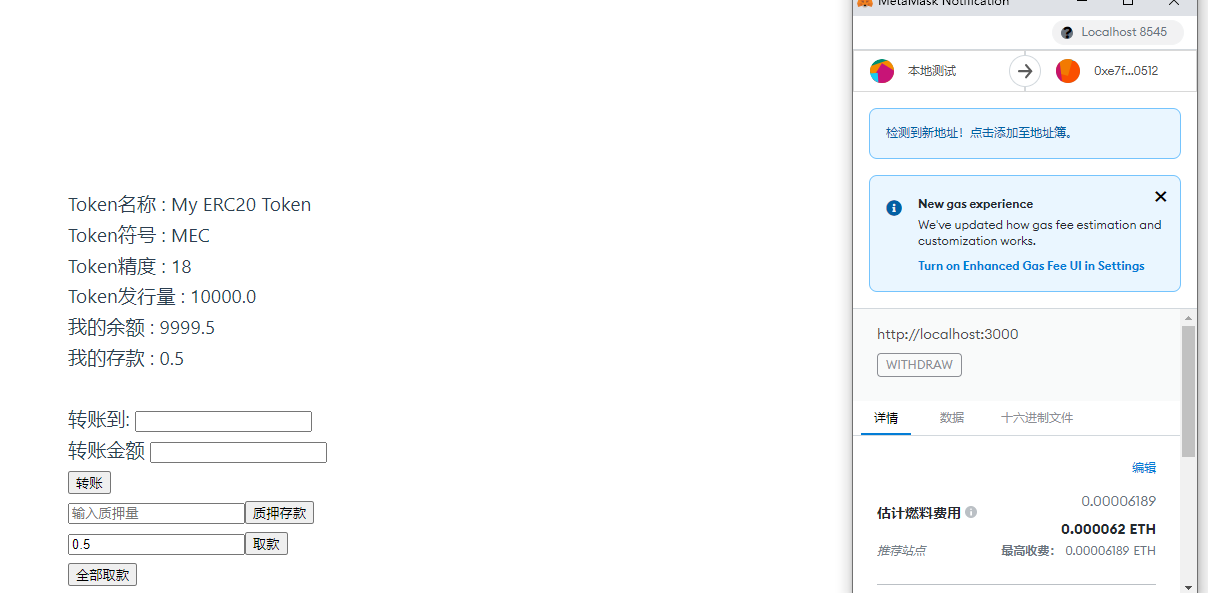 Token名称 : My ERC20 Token
Token符号 : MEC
Token精度 : 18
Token发行量 : 10000.0
我的余额 : 9999.5
我的存款 : 0.5
转账到:
转账金额
转账
输入质押量 质押存款
0.5 取款
全部取款
MetaMask Notification
Localhost 8545
本地测试 0xe7f...0512
检测到新地址！点击添加至地址簿。
New gas experience
We've updated how gas fee estimation and
customization works.
Turn on Enhanced Gas Fee UI in Settings
http://localhost:3000
WITHDRAW
详情 数据 十六进制文件
编辑
0.00006189
估计燃料费用
0.000062 ETH
推荐站点 最高收费： 0.00006189 ETH